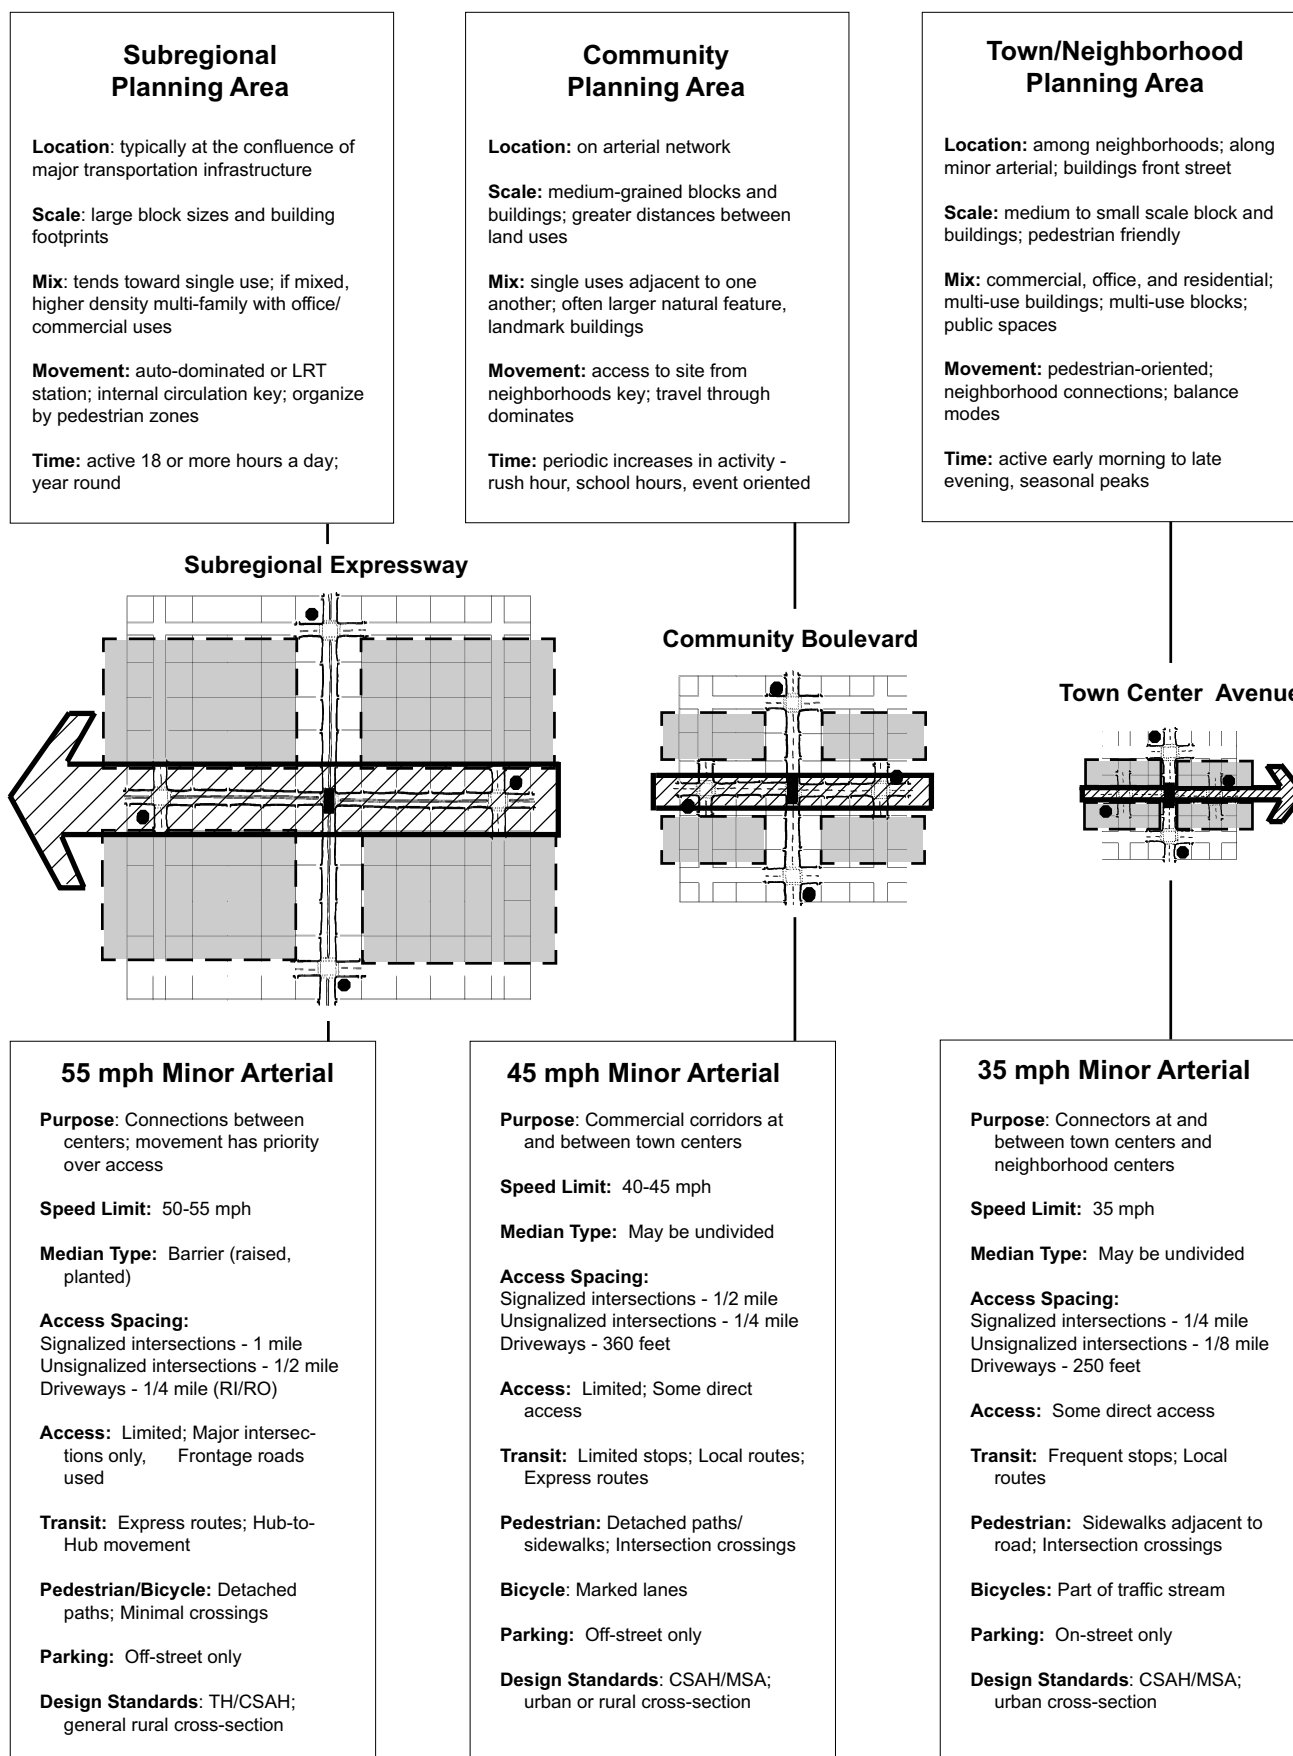 Subregional
Planning Area
Location: typically at the confluence of
major transportation infrastructure
Scale: large block sizes and building
footprints
Mix: tends toward single use; if mixed,
higher density multi-family with office/
commercial uses
Movement: auto-dominated or LRT
station; internal circulation key; organize
by pedestrian zones
Time: active 18 or more hours a day;
year round
Community
Planning Area
Location: on arterial network
Scale: medium-grained blocks and
buildings; greater distances between
land uses
Mix: single uses adjacent to one
another; often larger natural feature,
landmark buildings
Movement: access to site from
neighborhoods key; travel through
dominates
Time: periodic increases in activity -
rush hour, school hours, event oriented
Town/Neighborhood
Planning Area
Location: among neighborhoods; along
minor arterial; buildings front street
Scale: medium to small scale block and
buildings; pedestrian friendly
Mix: commercial, office, and residential;
multi-use buildings; multi-use blocks;
public spaces
Movement: pedestrian-oriented;
neighborhood connections; balance
modes
Time: active early morning to late
evening, seasonal peaks
Subregional Expressway
Community Boulevard
Town Center Avenue
55 mph Minor Arterial
Purpose: Connections between
centers; movement has priority
over access
Speed Limit: 50-55 mph
Median Type: Barrier (raised,
planted)
Access Spacing:
Signalized intersections - 1 mile
Unsignalized intersections - 1/2 mile
Driveways - 1/4 mile (RI/RO)
Access: Limited; Major intersec-
tions only, Frontage roads
used
Transit: Express routes; Hub-to-
Hub movement
Pedestrian/Bicycle: Detached
paths; Minimal crossings
Parking: Off-street only
Design Standards: TH/CSAH;
general rural cross-section
45 mph Minor Arterial
Purpose: Commercial corridors at
and between town centers
Speed Limit: 40-45 mph
Median Type: May be undivided
Access Spacing:
Signalized intersections - 1/2 mile
Unsignalized intersections - 1/4 mile
Driveways - 360 feet
Access: Limited; Some direct
access
Transit: Limited stops; Local routes;
Express routes
Pedestrian: Detached paths/
sidewalks; Intersection crossings
Bicycle: Marked lanes
Parking: Off-street only
Design Standards: CSAH/MSA;
urban or rural cross-section
35 mph Minor Arterial
Purpose: Connectors at and
between town centers and
neighborhood centers
Speed Limit: 35 mph
Median Type: May be undivided
Access Spacing:
Signalized intersections - 1/4 mile
Unsignalized intersections - 1/8 mile
Driveways - 250 feet
Access: Some direct access
Transit: Frequent stops; Local
routes
Pedestrian: Sidewalks adjacent to
road; Intersection crossings
Bicycles: Part of traffic stream
Parking: On-street only
Design Standards: CSAH/MSA;
urban cross-section